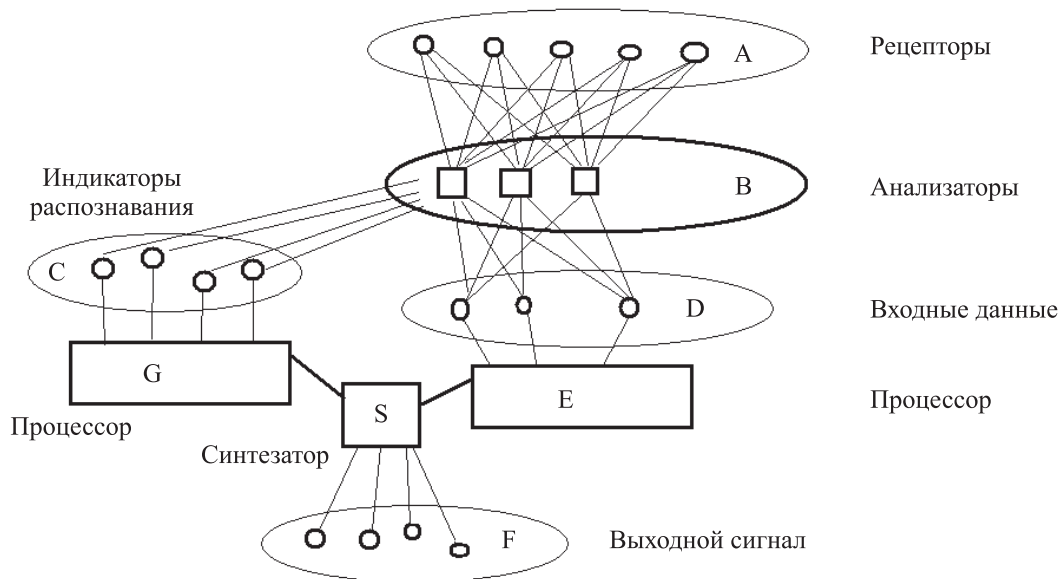 A
Рецепторы
Индикаторы
распознавания
B
Анализаторы
C
D
Входные данные
G
E
Процессор
S
Процессор
Синтезатор
F
Выходной сигнал